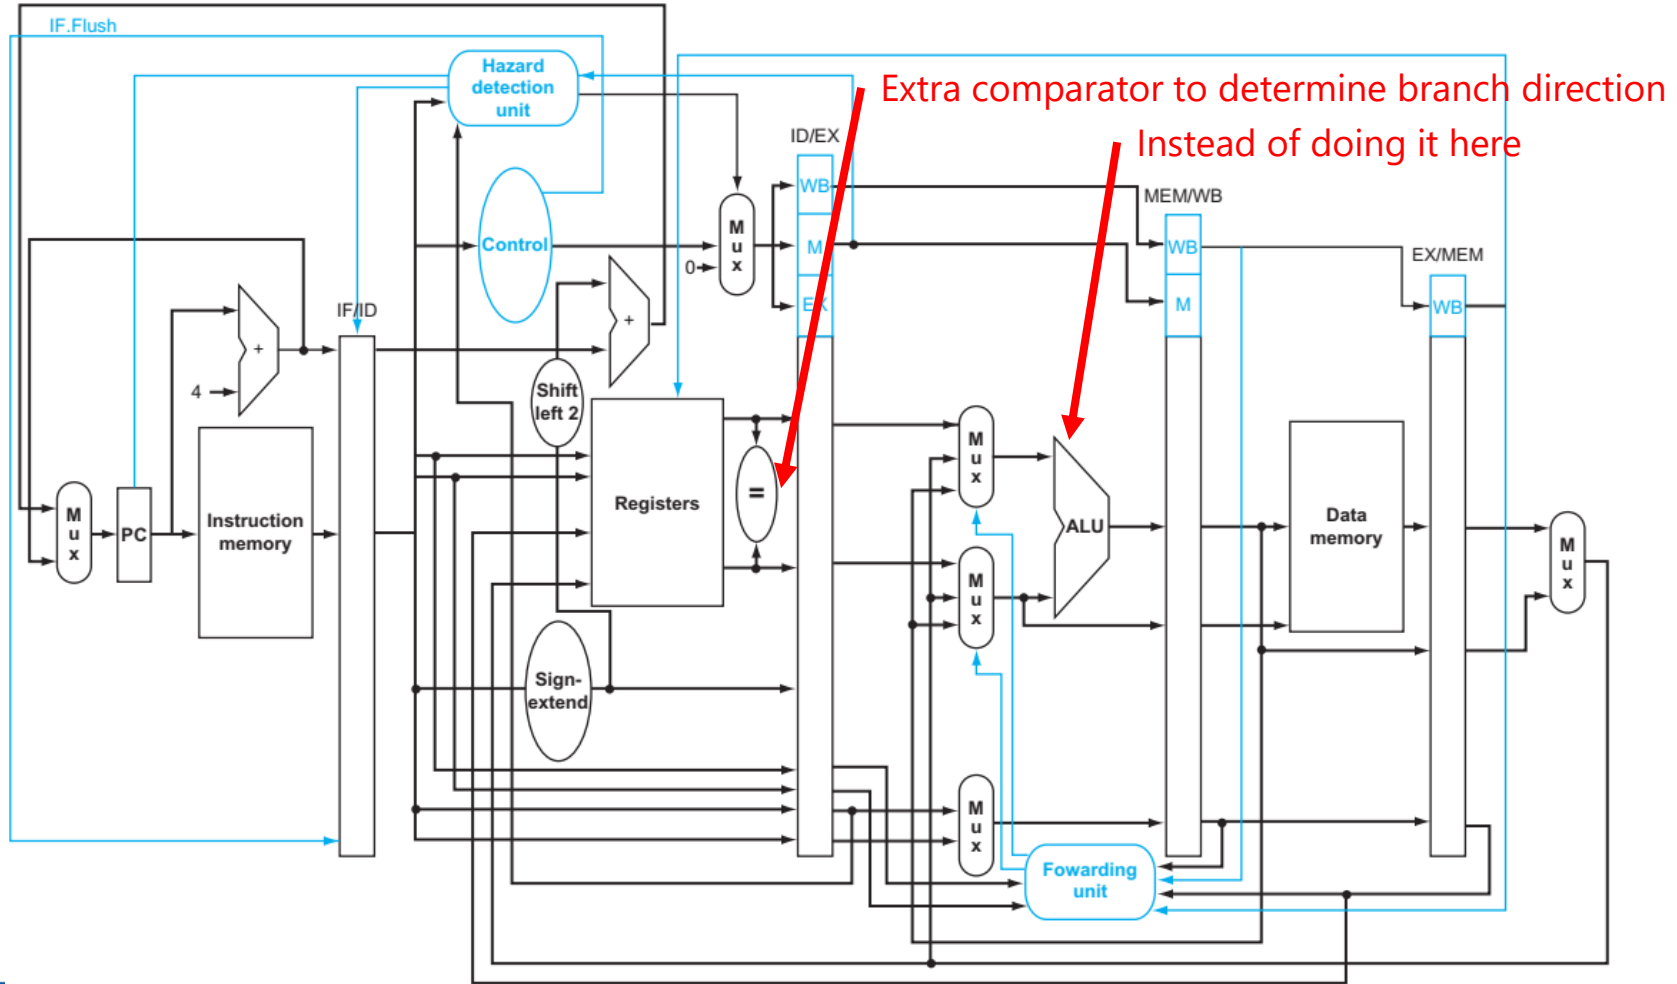 IF.Flush
Hazard
detection
unit
Extra comparator to determine branch direction
Instead of doing it here
ID/EX
WB
MEM/WB
M
u
x
Control
M
WB
EX/MEM
0
IF/ID
EX
M
WB
+
+
4
Shift
left 2
M
u
x
M
u
x
PC
Instruction
memory
Registers
=
ALU
Data
memory
M
u
x
M
u
x
Sign-
extend
M
u
x
Fowarding
unit